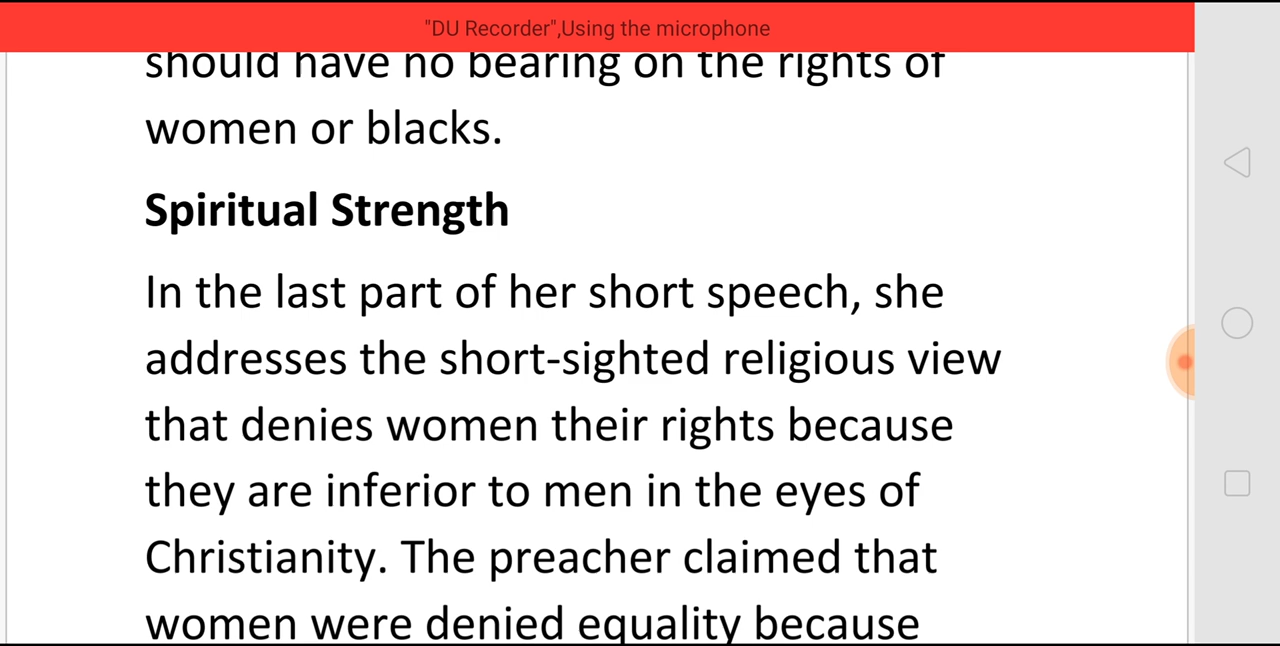 "DU Recorder",Using the microphone
should have no bearing on the rights of
women or blacks.
Spiritual Strength
In the last part of her short speech, she
addresses the short-sighted religious view
that denies women their rights because
they are inferior to men in the eyes of
Christianity. The preacher claimed that
women were denied equality because